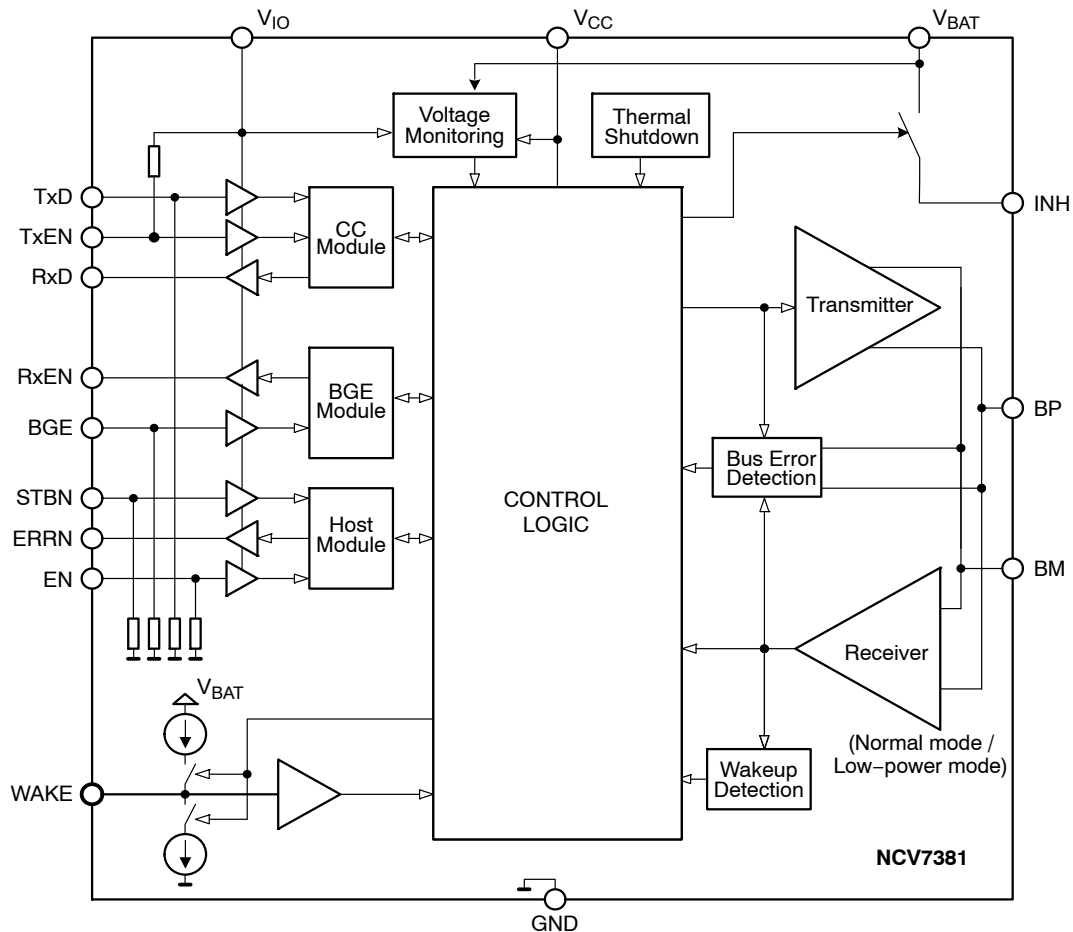 VIO
VCC
VBAT
Voltage
Monitoring
Thermal
Shutdown
TxD
TxEN
RxD
CC
Module
INH
Transmitter
RxEN
BGE
BGE
Module
BP
Bus Error
Detection
STBN
ERRN
EN
Host
Module
CONTROL
LOGIC
BM
Receiver
(Normal mode /
Low−power mode)
VBAT
WAKE
Wakeup
Detection
NCV7381
GND